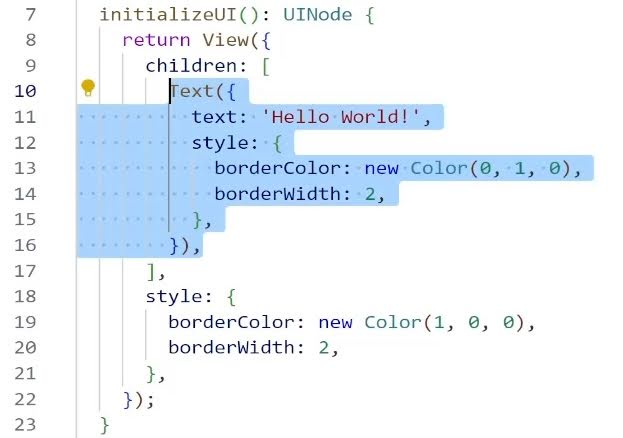 7 initializeUI(): UINode {
8 return View({
9 children: [
10 Text({
11 text: 'Hello World!',
12 style: {
13 borderColor: new Color(0, 1, 0),
14 borderWidth: 2,
15 },
16 }),
17 ],
18 style: {
19 borderColor: new Color(1, 0, 0),
20 borderWidth: 2,
21 },
22 });
23 }